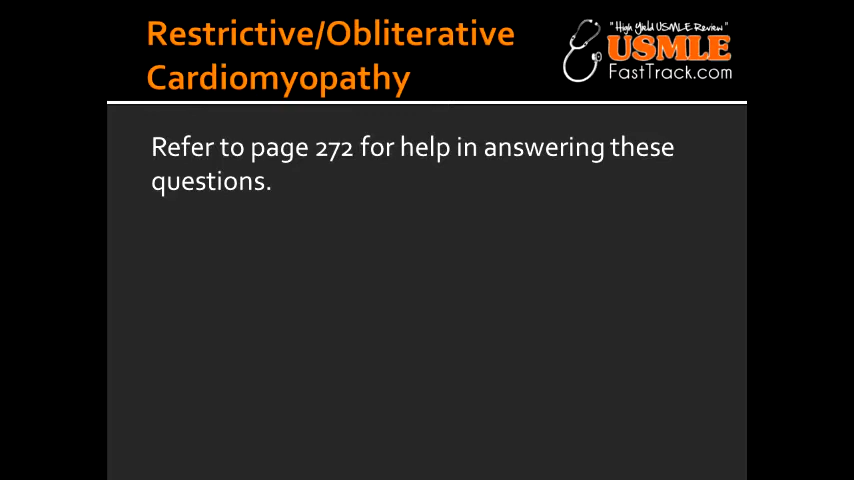 Restrictive/Obliterative
Cardiomyopathy
"High Yield USMLE Review"
USMLE
FastTrack.com
Refer to page 272 for help in answering these
questions.